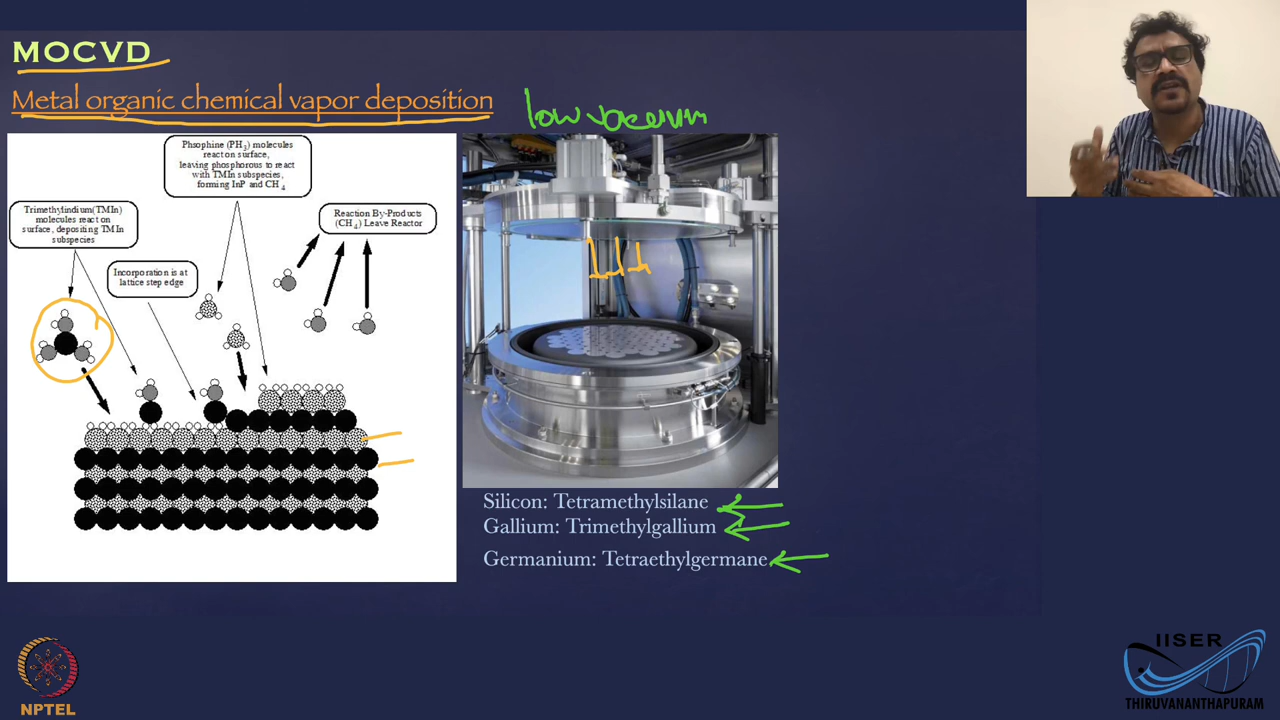 MOCVD
Metal organic chemical vapor deposition
low vacuum
Phsophine (PH3) molecules
react on surface,
leaving phosphorous to react
with TMIn subspecies,
forming InP and CH4
Trimethylindium(TMIn)
molecules react on
surface, depositing TMIn
subspecies
Reaction By-Products
(CH4) Leave Reactor
Incorporation is at
lattice step edge
Silicon: Tetramethylsilane
Gallium: Trimethylgallium
Germanium: Tetraethylgermane
NPTEL
IISER
THIRUVANANTHAPURAM